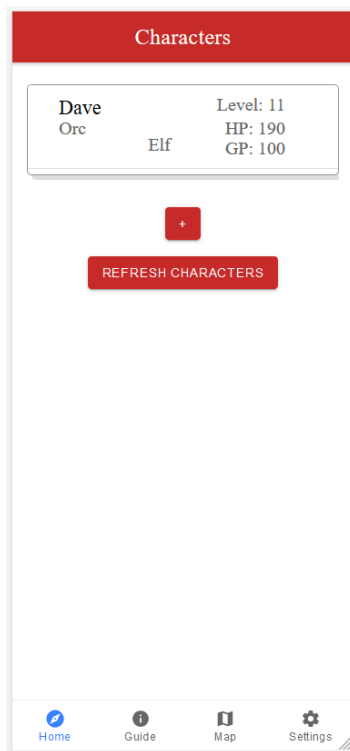 Characters
Dave
Level: 11
Orc
HP: 190
Elf
GP: 100
+
REFRESH CHARACTERS
Home
Guide
Map
Settings